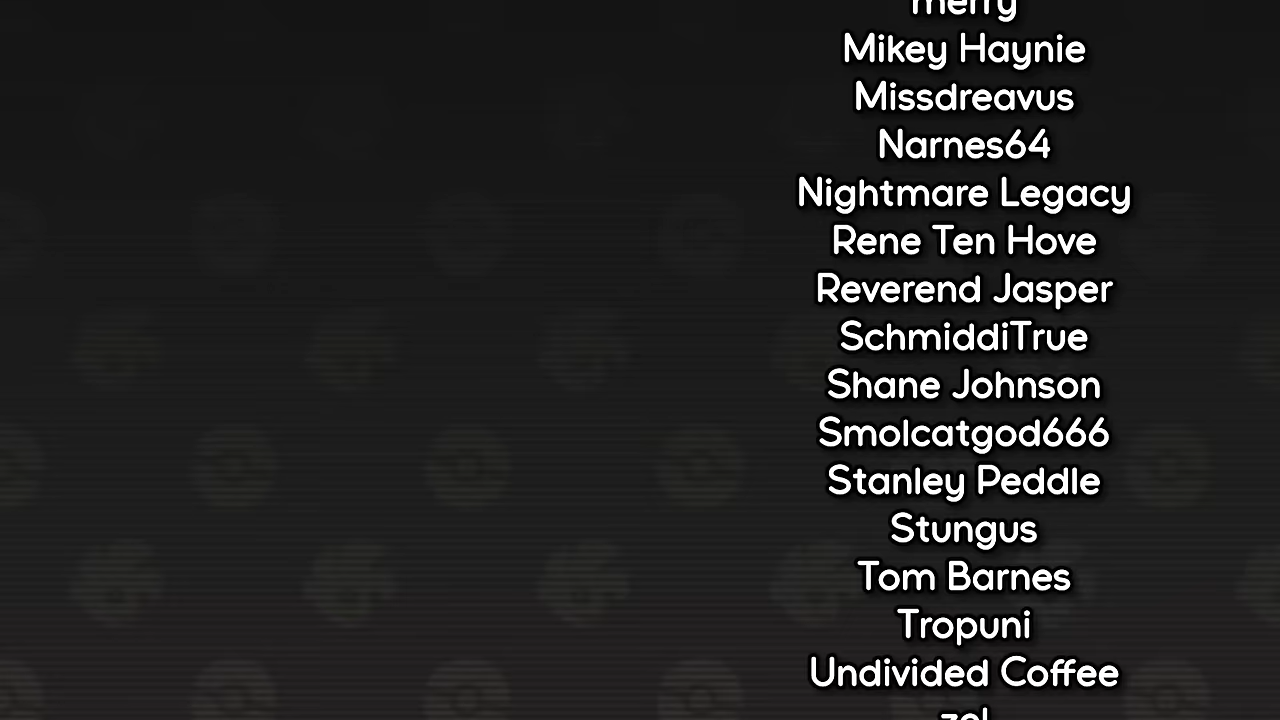 merry
Mikey Haynie
Missdreavus
Narnes64
Nightmare Legacy
Rene Ten Hove
Reverend Jasper
SchmiddiTrue
Shane Johnson
Smolcatgod666
Stanley Peddle
Stungus
Tom Barnes
Tropuni
Undivided Coffee